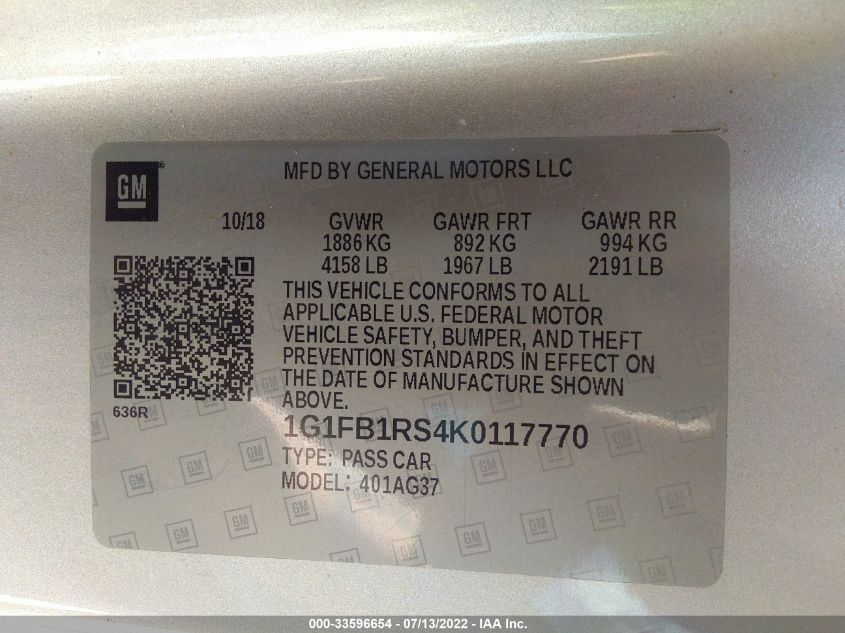 GM
MFD BY GENERAL MOTORS LLC
10/18 GVWR GAWR FRT GAWR RR
1886 KG 892 KG 994 KG
4158 LB 1967 LB 2191 LB
THIS VEHICLE CONFORMS TO ALL
APPLICABLE U.S. FEDERAL MOTOR
VEHICLE SAFETY, BUMPER, AND THEFT
PREVENTION STANDARDS IN EFFECT ON
THE DATE OF MANUFACTURE SHOWN
ABOVE.
636R
1G1FB1RS4K0117770
TYPE: PASS CAR
MODEL: 401AG37
000-33596654 - 07/13/2022 - IAA Inc.